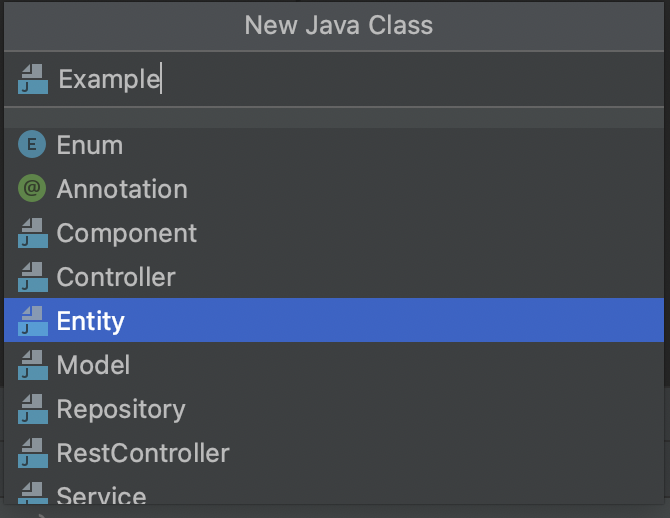 New Java Class
Example
Enum
Annotation
Component
Controller
Entity
Model
Repository
RestController
Service